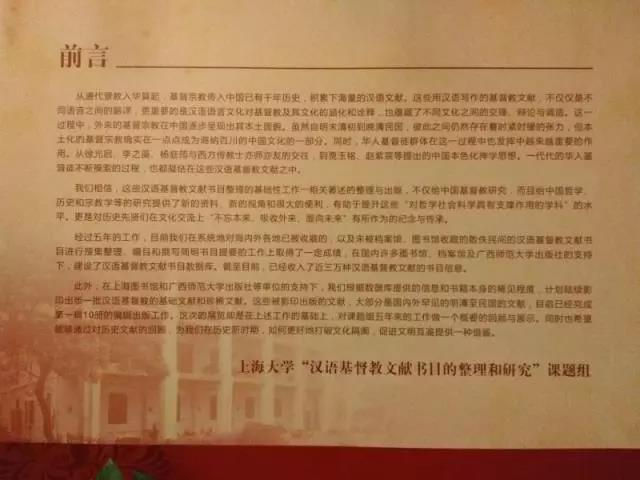 前言
从唐代景教入华算起，基督宗教传入中国已有千年历史，积累下海量的汉语文献。这些用汉语写作的基督教文献，不仅仅是不
同语言之间的翻译，更重要的是汉语语言文化对基督教及其文化的涵化和诠释，也蕴藏了不同文化之间的交锋、辩论与调适。这一
过程中，外来的基督宗教在中国逐步呈现出其本土面貌。虽然自明末清初到晚清民国，彼此之间仍然存在着时紧时缓的张力，但本
土化的基督宗教确实在一点点成为海纳百川的中国文化的一部分。同时，华人基督徒群体在这一过程中也发挥中越来越重要的作
用。从徐光启、李之藻、杨廷筠与西方传教士亦师亦友的交往，到贾玉铭、赵紫宸等提出的中国本色化神学思想。一代代的华人基
督徒不断摸索的过程，也都凝结在这些汉语基督教文献之中。
我们相信，这些汉语基督教文献书目整理的基础性工作—相关著述的整理与出版，不仅给中国基督教研究，而且给中国哲学、
历史和宗教学等的研究提供了新的资料、新的视角和很大的便利，有助于提升这些“对哲学社会科学具有支撑作用的学科”的水
平。更是对历史先贤们在文化交流上“不忘本来、吸收外来、面向未来”有所作为的纪念与传承。
经过五年的工作，目前我们在系统地对海内外各地已被收藏的，以及未被档案馆、图书馆收藏的散佚民间的汉语基督教文献书
目进行搜集整理、编目和撰写简明书目提要的工作上取得了一定成绩，在国内许多图书馆、档案馆及广西师范大学出版社的支持
下，建设了汉语基督教文献书目数据库。截至目前，已经收入了近三万种汉语基督教文献的书目信息。
此外，在上海图书馆和广西师范大学出版社等单位的支持下，我们根据数据库提供的信息和书籍本身的稀见程度，计划陆续影
印出版一批汉语基督教的基础文献和珍稀文献。这些被影印出版的文献，大部分是国内外罕见的明清至民国的文献，目前已经完成
第一辑10册的编辑出版工作。这次的展览即是在上述工作的基础上，对课题组五年来的工作做一个概要的回顾与展示。同时也希望
能够通过对历史文献的回顾，为我们在历史新时期，如何更好地打破文化隔阂，促进文明互鉴提供一种借鉴。
上海大学“汉语基督教文献书目的整理和研究”课题组